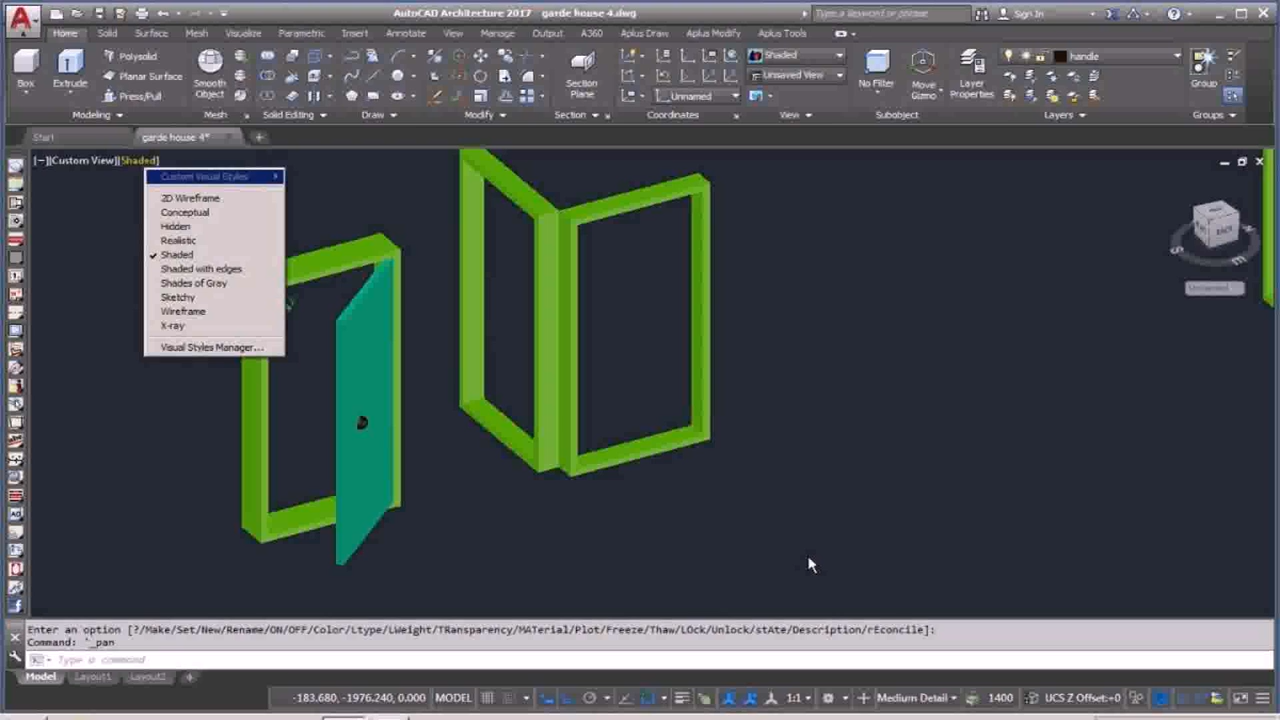 AutoCAD Architecture 2017 garde house 4.dwg
Type a keyword or phrase
Sign In
Home Solid Surface Mesh Visualize Parametric Insert Annotate View Manage Output A360 Aplus Draw Aplus Modify Aplus Tools
Box
Extrude
Polysolid
Planar Surface
Press/Pull
Smooth Object
Section Plane
Unnamed
Shaded
Unsaved View
No Filter
Move Gizmo
Layer Properties
handle
Group
Modeling Mesh Solid Editing Draw Modify Section Coordinates View Subobject Layers Groups
Start garde house 4* +
[−][Custom View][Shaded]
Custom Visual Styles
2D Wireframe
Conceptual
Hidden
Realistic
Shaded
Shaded with edges
Shades of Gray
Sketchy
Wireframe
X-ray
Visual Styles Manager...
BACK
S
E
Unnamed
Enter an option [?/Make/Set/New/Rename/ON/OFF/Color/Ltype/LWeight/TRansparency/MATerial/Plot/Freeze/Thaw/LOck/Unlock/stAte/Description/rEconcile]:
Command: '_pan
Type a command
Model Layout1 Layout2 +
-183.680, -1976.240, 0.000 MODEL 1:1 Medium Detail 1400 UCS Z Offset:+0